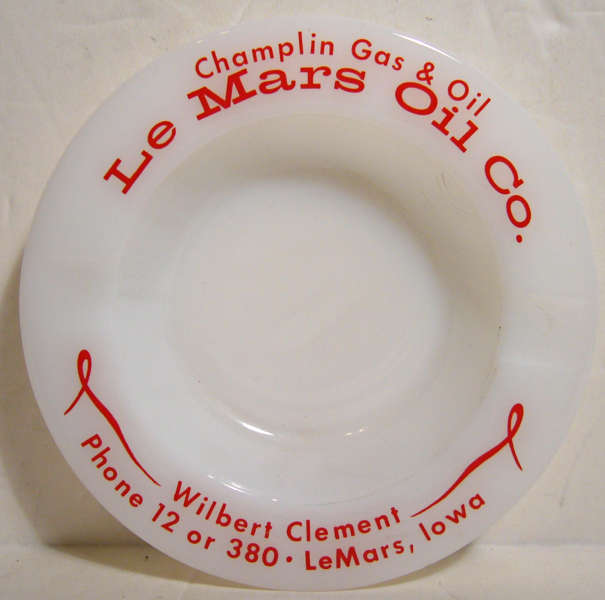 Champlin Gas & Oil
Le Mars Oil Co.
Wilbert Clement
Phone 12 or 380 · LeMars, Iowa